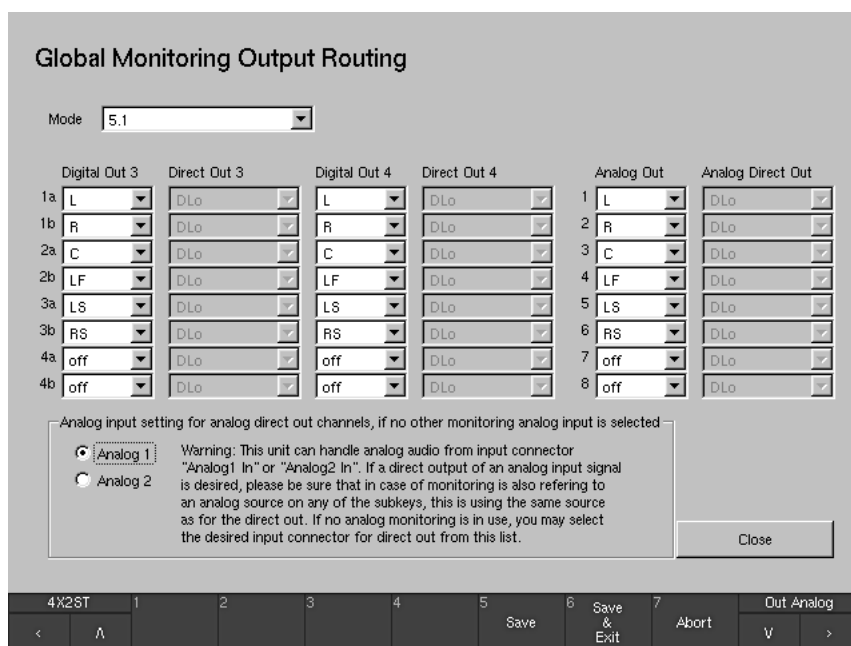 Global Monitoring Output Routing
Mode 5.1
Digital Out 3 Direct Out 3 Digital Out 4 Direct Out 4 Analog Out Analog Direct Out
1a L DLo L DLo 1 L DLo
1b R DLo R DLo 2 R DLo
2a C DLo C DLo 3 C DLo
2b LF DLo LF DLo 4 LF DLo
3a LS DLo LS DLo 5 LS DLo
3b RS DLo RS DLo 6 RS DLo
4a off DLo off DLo 7 off DLo
4b off DLo off DLo 8 off DLo
Analog input setting for analog direct out channels, if no other monitoring analog input is selected
Analog 1
Analog 2
Warning: This unit can handle analog audio from input connector
"Analog1 In" or "Analog2 In". If a direct output of an analog input signal
is desired, please be sure that in case of monitoring is also refering to
an analog source on any of the subkeys, this is using the same source
as for the direct out. If no analog monitoring is in use, you may select
the desired input connector for direct out from this list.
Close
4X2ST 1 2 3 4 5 Save 6 Save & Exit 7 Abort Out Analog
< Λ V >